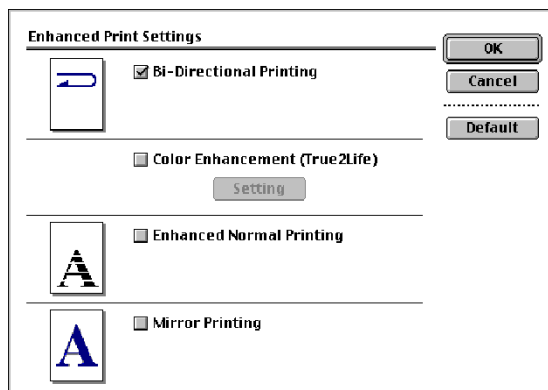 Enhanced Print Settings
OK
Bi-Directional Printing
Cancel
Default
Color Enhancement (True2Life)
Setting
Enhanced Normal Printing
A
Mirror Printing
A